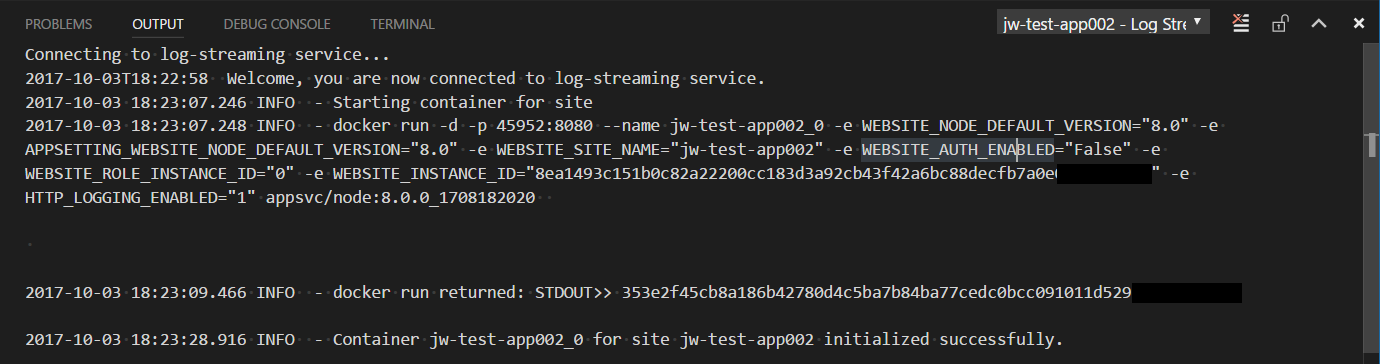 PROBLEMS OUTPUT DEBUG CONSOLE TERMINAL jw-test-app002 - Log Stre
Connecting to log-streaming service...
2017-10-03T18:22:58  Welcome, you are now connected to log-streaming service.
2017-10-03 18:23:07.246 INFO  - Starting container for site
2017-10-03 18:23:07.248 INFO  - docker run -d -p 45952:8080 --name jw-test-app002_0 -e WEBSITE_NODE_DEFAULT_VERSION="8.0" -e
APPSETTING_WEBSITE_NODE_DEFAULT_VERSION="8.0" -e WEBSITE_SITE_NAME="jw-test-app002" -e WEBSITE_AUTH_ENABLED="False" -e
WEBSITE_ROLE_INSTANCE_ID="0" -e WEBSITE_INSTANCE_ID="8ea1493c151b0c82a22200cc183d3a92cb43f42a6bc88decfb7a0e" -e
HTTP_LOGGING_ENABLED="1" appsvc/node:8.0.0_1708182020
2017-10-03 18:23:09.466 INFO  - docker run returned: STDOUT>> 353e2f45cb8a186b42780d4c5ba7b84ba77cedc0bcc091011d529
2017-10-03 18:23:28.916 INFO  - Container jw-test-app002_0 for site jw-test-app002 initialized successfully.